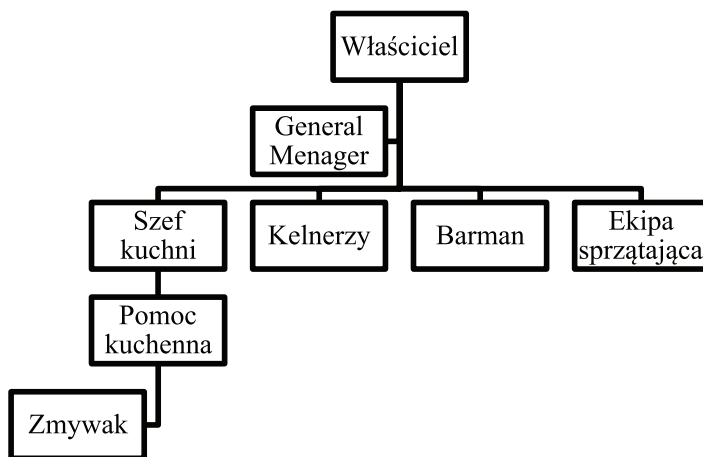 Właściciel
General
Menager
Szef
kuchni
Kelnerzy
Barman
Ekipa
sprzątająca
Pomoc
kuchenna
Zmywak